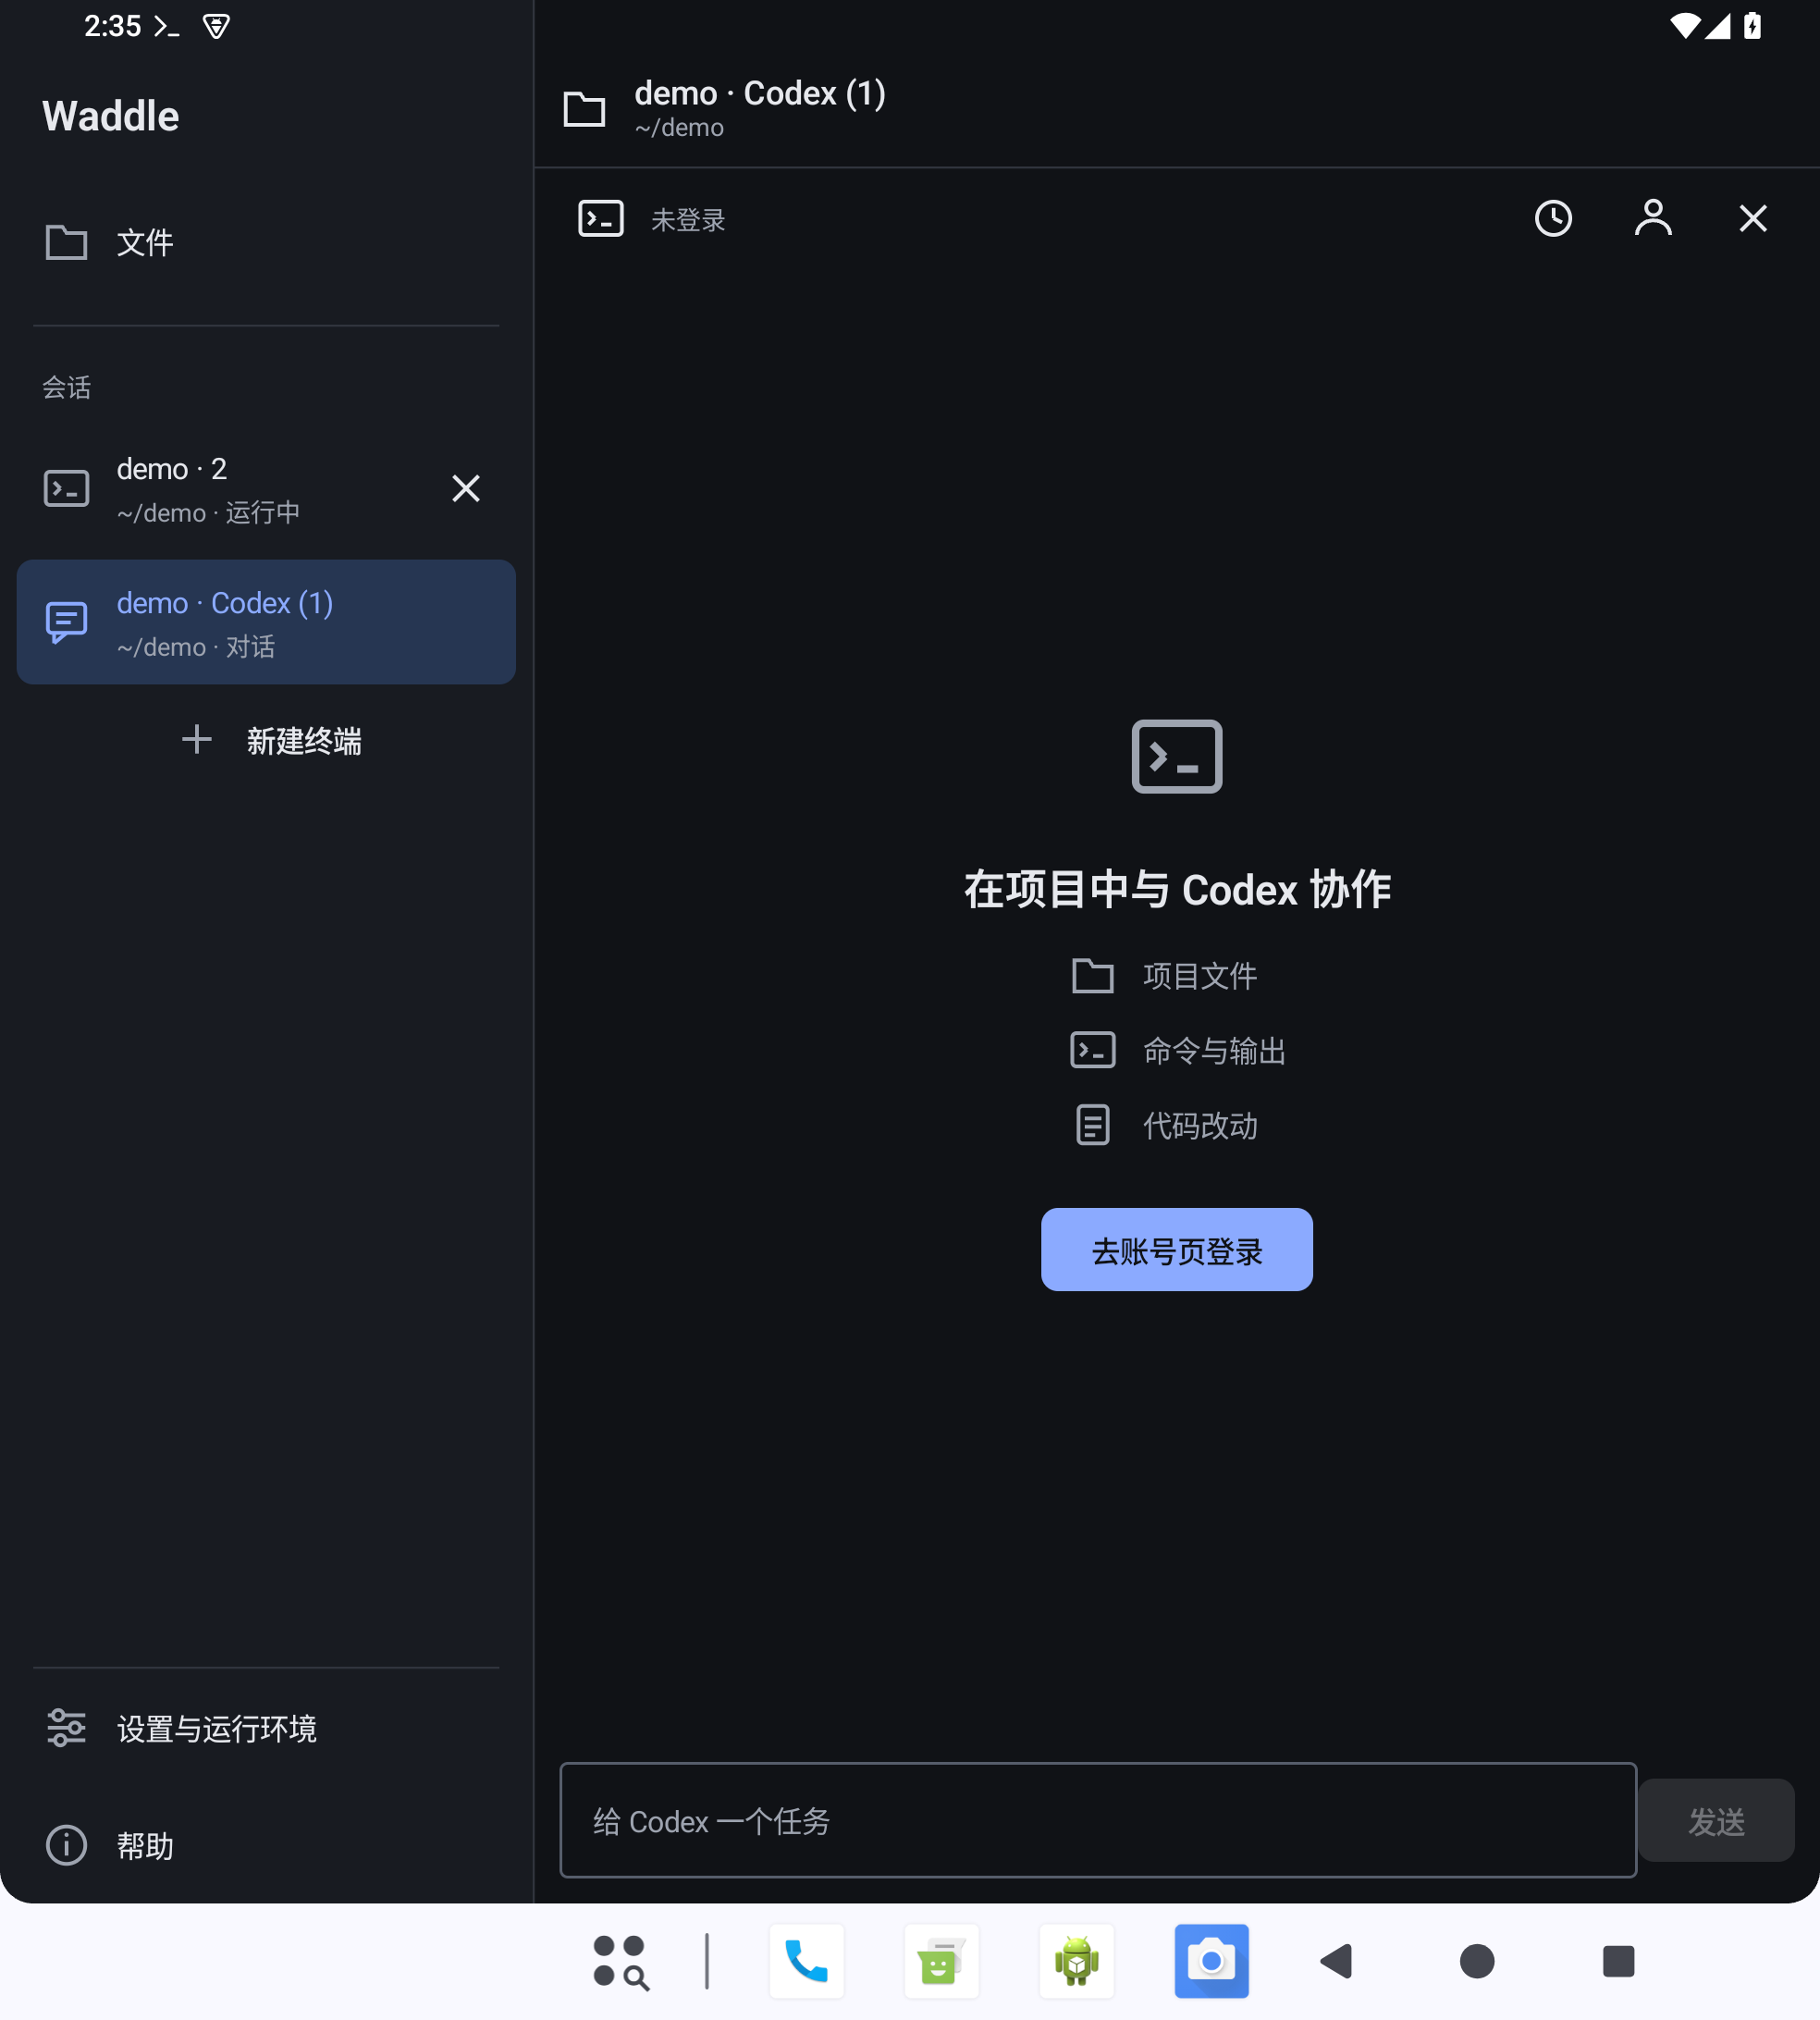 2:35
Waddle
文件
会话
demo · 2
~/demo · 运行中
demo · Codex (1)
~/demo · 对话
新建终端
设置与运行环境
帮助
demo · Codex (1)
~/demo
未登录
在项目中与 Codex 协作
项目文件
命令与输出
代码改动
去账号页登录
给 Codex 一个任务
发送